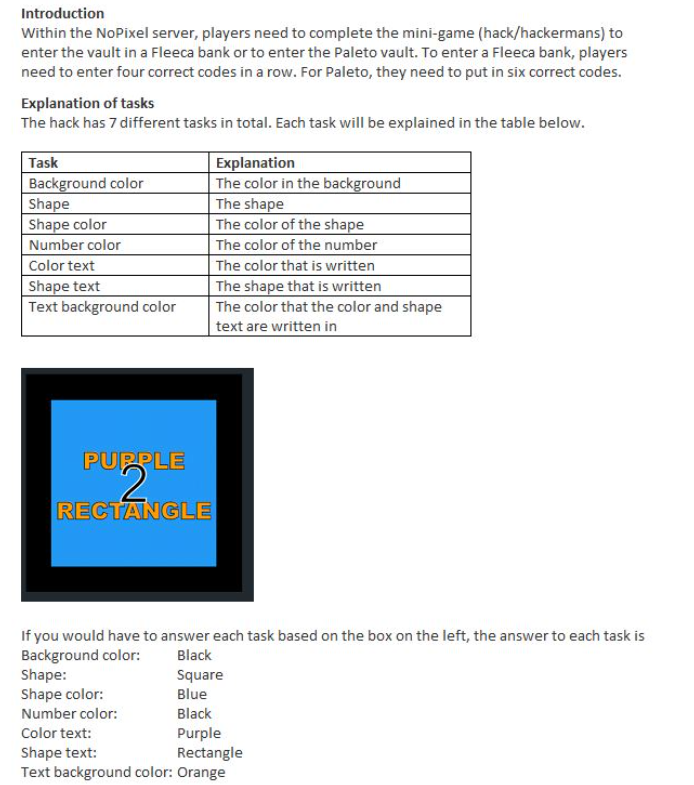 Introduction
Within the NoPixel server, players need to complete the mini-game (hack/hackermans) to
enter the vault in a Fleeca bank or to enter the Paleto vault. To enter a Fleeca bank, players
need to enter four correct codes in a row. For Paleto, they need to put in six correct codes.
Explanation of tasks
The hack has 7 different tasks in total. Each task will be explained in the table below.
Task Explanation
Background color The color in the background
Shape The shape
Shape color The color of the shape
Number color The color of the number
Color text The color that is written
Shape text The shape that is written
Text background color The color that the color and shape
text are written in
PURPLE
2
RECTANGLE
If you would have to answer each task based on the box on the left, the answer to each task is
Background color: Black
Shape: Square
Shape color: Blue
Number color: Black
Color text: Purple
Shape text: Rectangle
Text background color: Orange